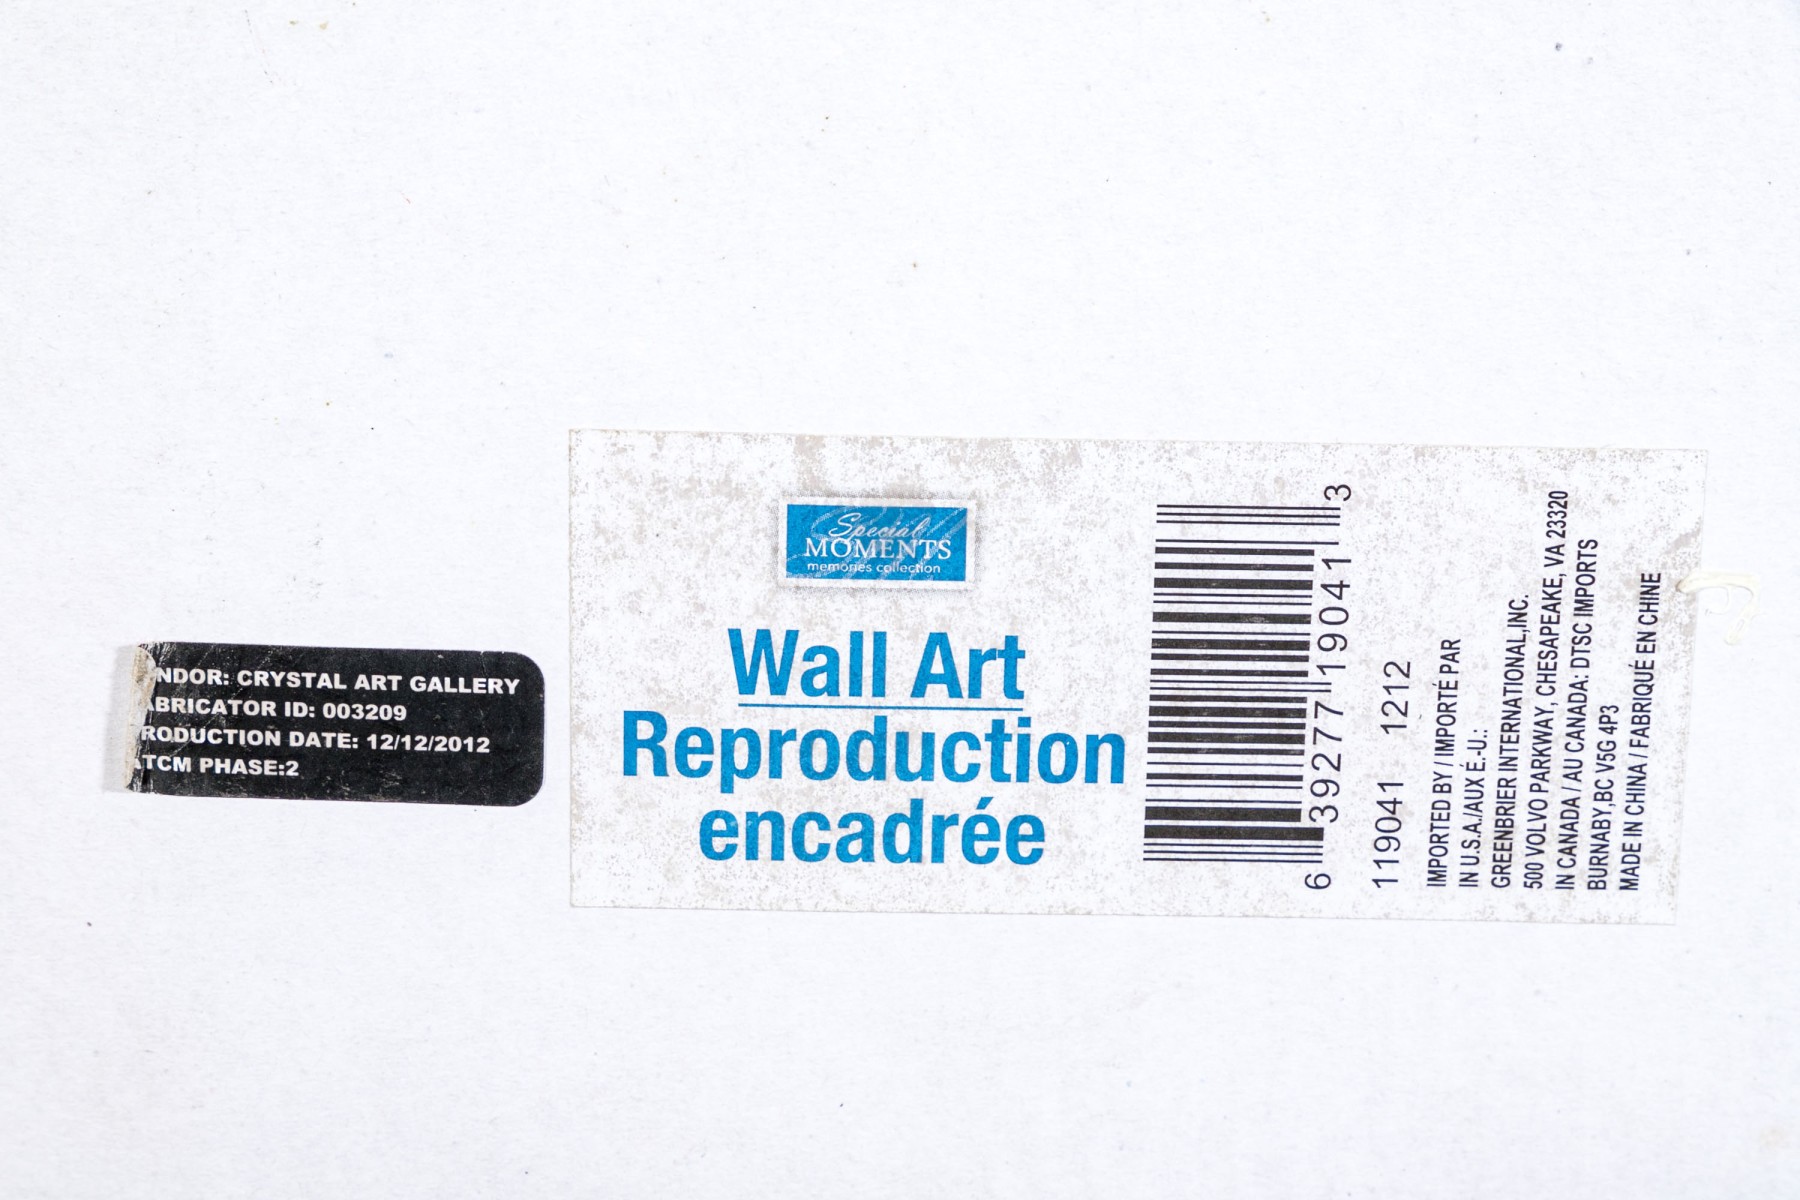 NDOR: CRYSTAL ART GALLERY
ABRICATOR ID: 003209
RODUCTION DATE: 12/12/2012
ATCM PHASE:2
Special
MOMENTS
memories collection
Wall Art
Reproduction
encadrée
6 39277 19041 3
119041 1212
IMPORTED BY / IMPORTÉ PAR
IN U.S.A./AUX É.-U.:
GREENBRIER INTERNATIONAL,INC.
500 VOLVO PARKWAY, CHESAPEAKE, VA 23320
IN CANADA / AU CANADA: DTSC IMPORTS
BURNABY,BC V5G 4P3
MADE IN CHINA / FABRIQUÉ EN CHINE